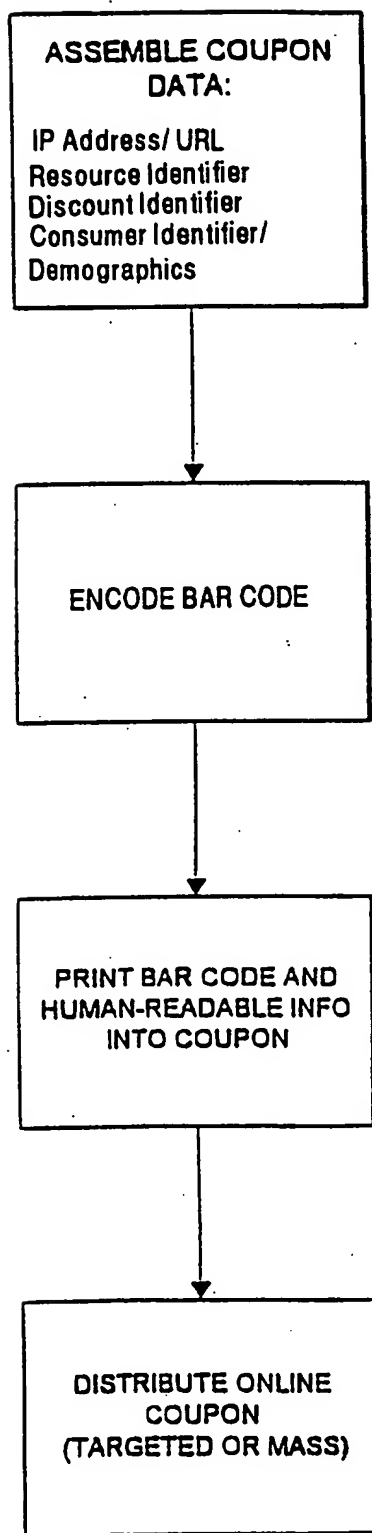 ASSEMBLE COUPON
DATA:
IP Address/ URL
Resource Identifier
Discount Identifier
Consumer Identifier/
Demographics
ENCODE BAR CODE
PRINT BAR CODE AND
HUMAN-READABLE INFO
INTO COUPON
DISTRIBUTE ONLINE
COUPON
(TARGETED OR MASS)